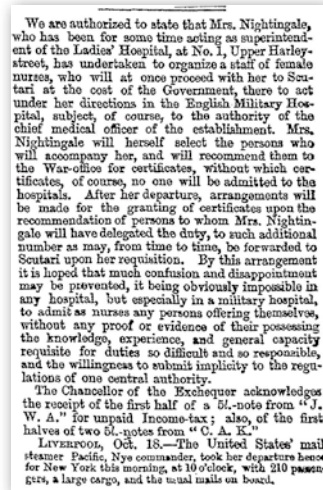 We are authorized to state that Mrs. Nightingale,
who has been for some time acting as superintend-
ent of the Ladies' Hospital, at No. 1, Upper Harley-
street, has undertaken to organize a staff of female
nurses, who will at once proceed with her to Scu-
tari at the cost of the Government, there to act
under her directions in the English Military Hos-
pital, subject, of course, to the authority of the
chief medical officer of the establishment. Mrs.
Nightingale will herself select the persons who
will accompany her, and will recommend them to
the War-office for certificates, without which cer-
tificates, of course, no one will be admitted to the
hospitals. After her departure, arrangements will
be made for the granting of certificates upon the
recommendation of persons to whom Mrs. Nightin-
gale will have delegated the duty, to such additional
number as may, from time to time, be forwarded to
Scutari upon her requisition. By this arrangement
it is hoped that much confusion and disappointment
may be prevented, it being obviously impossible in
any hospital, but especially in a military hospital,
to admit as nurses any persons offering themselves,
without any proof or evidence of their possessing
the knowledge, experience, and general capacity
requisite for duties so difficult and so responsible,
and the willingness to submit implicity to the regu-
lations of one central authority.
The Chancellor of the Exchequer acknowledges
the receipt of the first half of a 5l.-note from "J.
W. A." for unpaid Income-tax; also, of the first
halves of two 5l.-notes from "C. A. K."
LIVERPOOL, Oct. 18.—The United States' mail
steamer Pacific, Nye commander, took her departure hence
for New York this morning, at 10 o'clock, with 210 passen-
gers, a large cargo, and the usual mails on board.